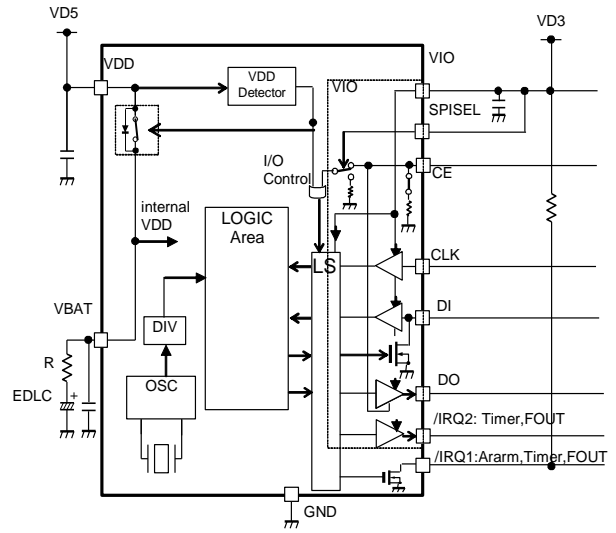 VD5
VD3
VDD
VIO
VDD
Detector
VIO
SPISEL
I/O
Control
CE
internal
VDD
LOGIC
Area
LS
CLK
VBAT
DIV
DI
R
EDLC
+
OSC
DO
/IRQ2: Timer,FOUT
/IRQ1:Ararm,Timer,FOUT
GND